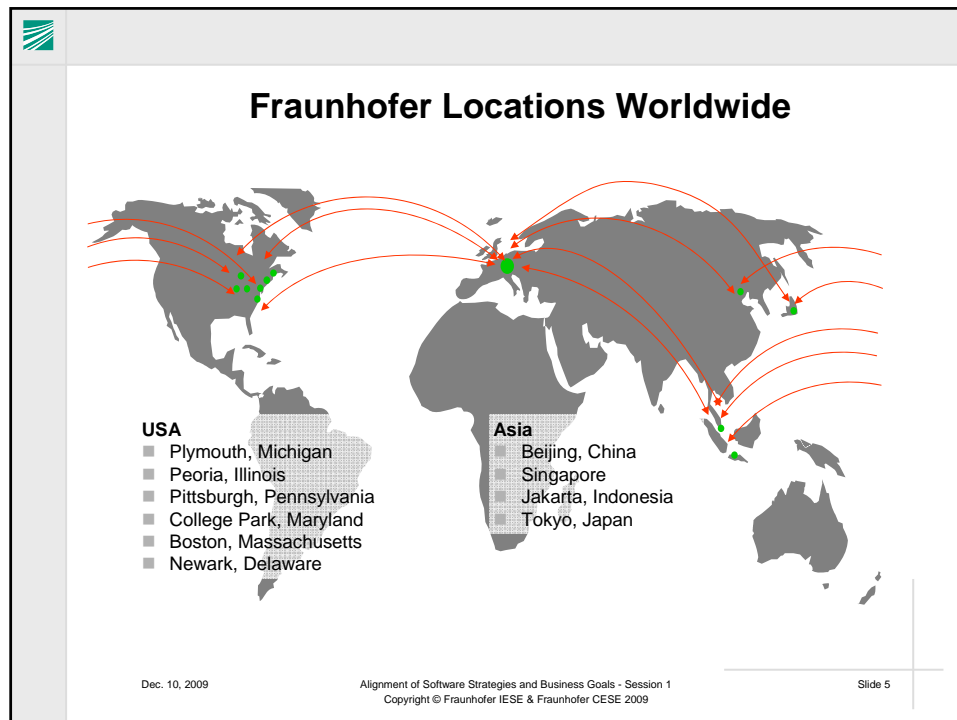 Fraunhofer Locations Worldwide
USA
Plymouth, Michigan
Peoria, Illinois
Pittsburgh, Pennsylvania
College Park, Maryland
Boston, Massachusetts
Newark, Delaware
Asia
Beijing, China
Singapore
Jakarta, Indonesia
Tokyo, Japan
Dec. 10, 2009
Alignment of Software Strategies and Business Goals - Session 1
Copyright © Fraunhofer IESE & Fraunhofer CESE 2009
Slide 5